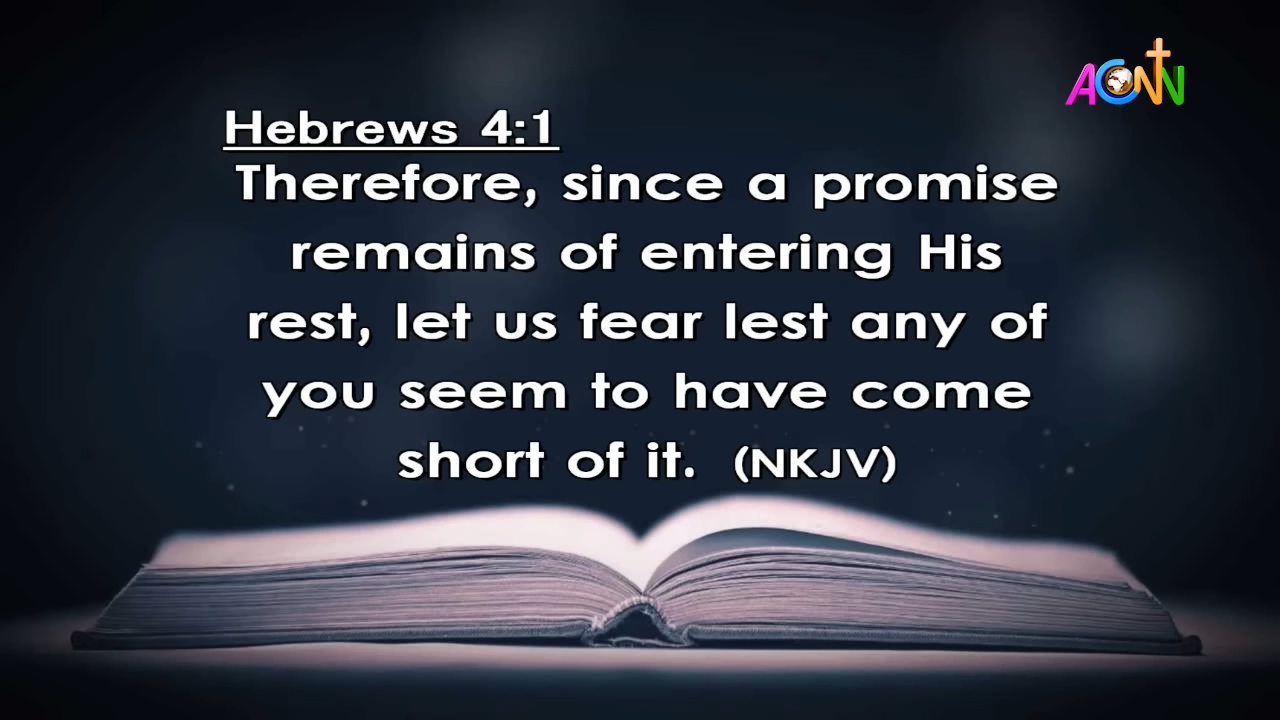 ACNN
Hebrews 4:1
Therefore, since a promise
remains of entering His
rest, let us fear lest any of
you seem to have come
short of it. (NKJV)